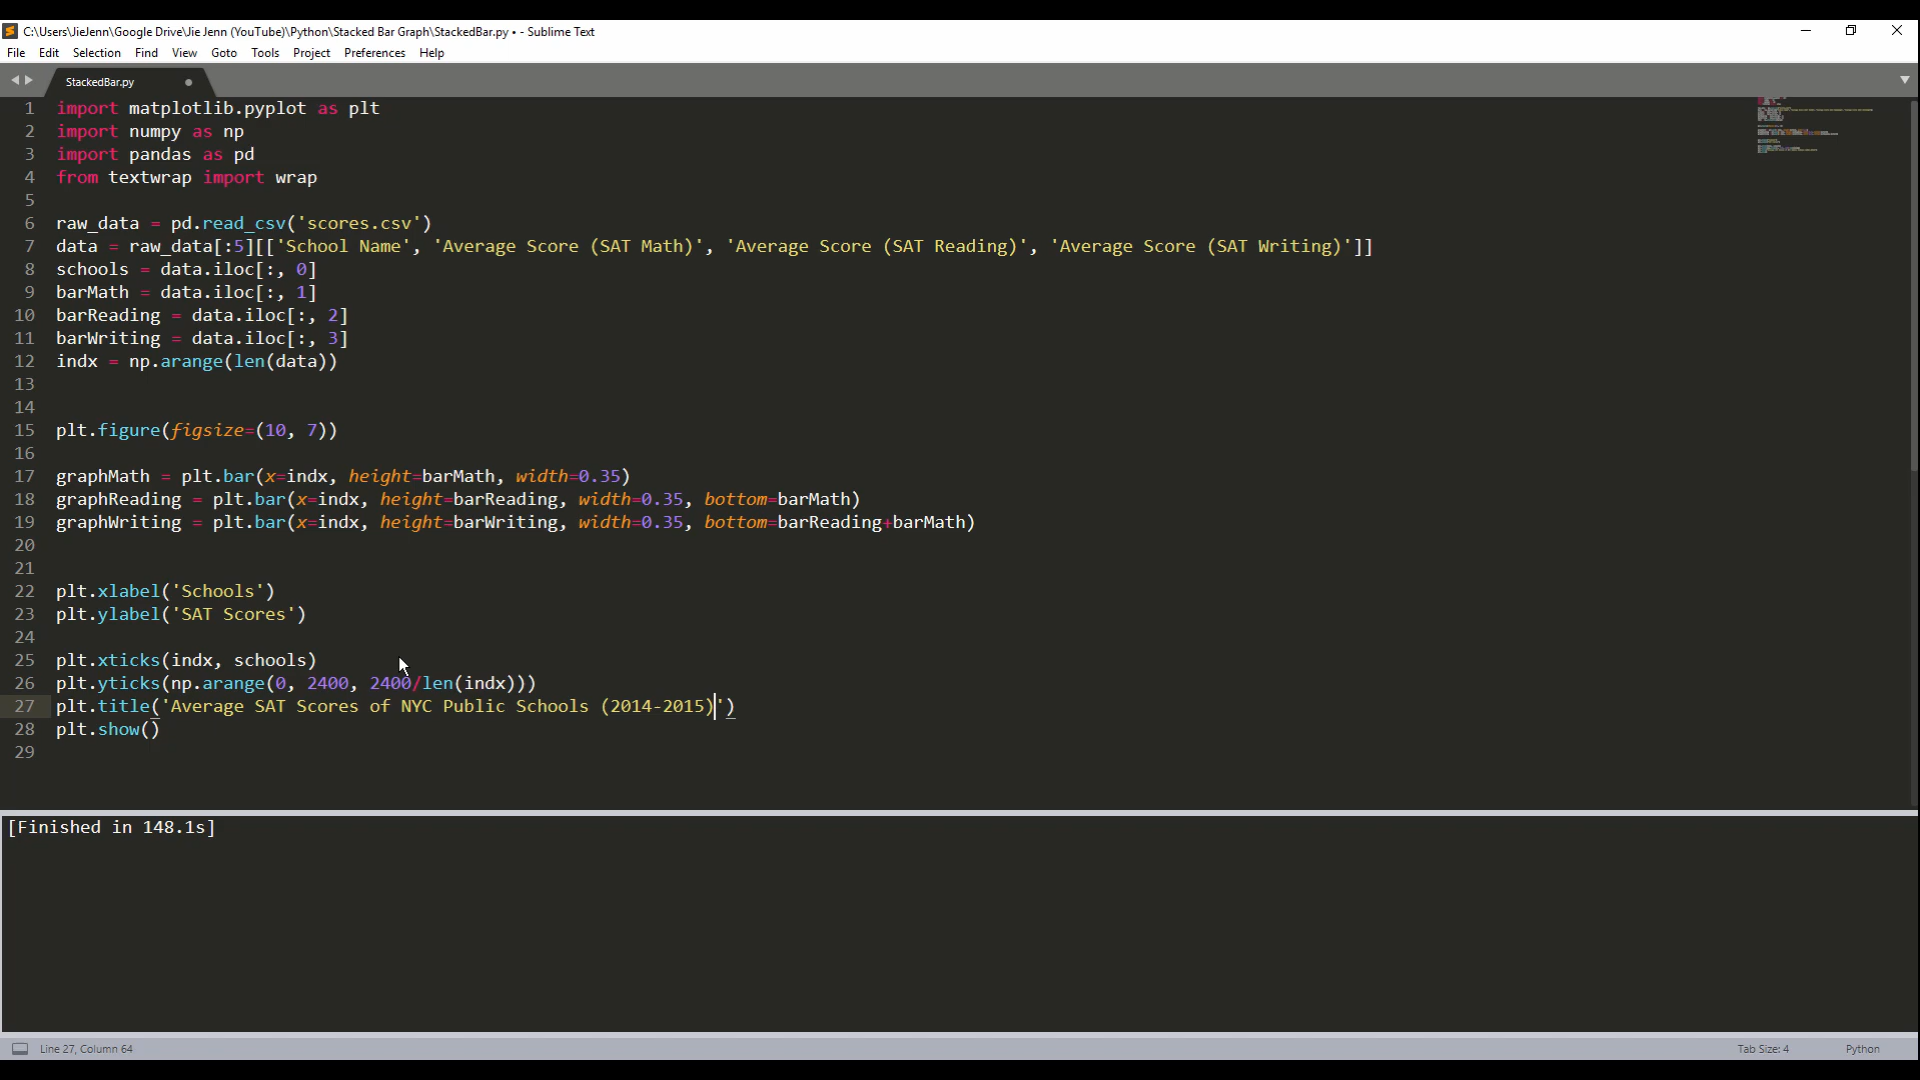 C:\Users\JieJenn\Google Drive\Jie Jenn (YouTube)\Python\Stacked Bar Graph\StackedBar.py • - Sublime Text
File Edit Selection Find View Goto Tools Project Preferences Help
StackedBar.py
1 import matplotlib.pyplot as plt
2 import numpy as np
3 import pandas as pd
4 from textwrap import wrap
5
6 raw_data = pd.read_csv('scores.csv')
7 data = raw_data[:5][['School Name', 'Average Score (SAT Math)', 'Average Score (SAT Reading)', 'Average Score (SAT Writing)']]
8 schools = data.iloc[:, 0]
9 barMath = data.iloc[:, 1]
10 barReading = data.iloc[:, 2]
11 barWriting = data.iloc[:, 3]
12 indx = np.arange(len(data))
13
14
15 plt.figure(figsize=(10, 7))
16
17 graphMath = plt.bar(x=indx, height=barMath, width=0.35)
18 graphReading = plt.bar(x=indx, height=barReading, width=0.35, bottom=barMath)
19 graphWriting = plt.bar(x=indx, height=barWriting, width=0.35, bottom=barReading+barMath)
20
21
22 plt.xlabel('Schools')
23 plt.ylabel('SAT Scores')
24
25 plt.xticks(indx, schools)
26 plt.yticks(np.arange(0, 2400, 2400/len(indx)))
27 plt.title('Average SAT Scores of NYC Public Schools (2014-2015)')
28 plt.show()
29
[Finished in 148.1s]
Line 27, Column 64 Tab Size: 4 Python